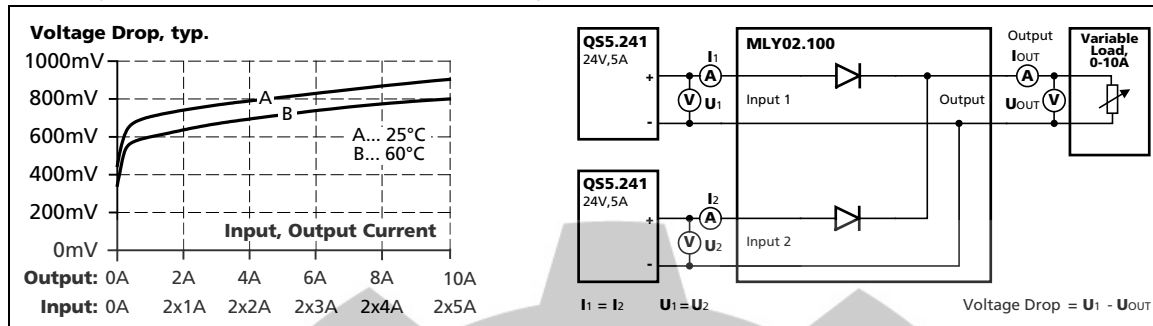 Voltage Drop, typ.
1000mV
800mV
600mV
400mV
200mV
0mV
A
B
A... 25°C
B... 60°C
Input, Output Current
Output: 0A 2A 4A 6A 8A 10A
Input: 0A 2x1A 2x2A 2x3A 2x4A 2x5A
QS5.241
24V,5A
+
-
I1
A
V U1
MLY02.100
Input 1
Output
Output
IOUT
A
UOUT V
Variable
Load,
0-10A
QS5.241
24V,5A
+
-
I2
A
V U2
Input 2
I1 = I2 U1 = U2
Voltage Drop = U1 - UOUT